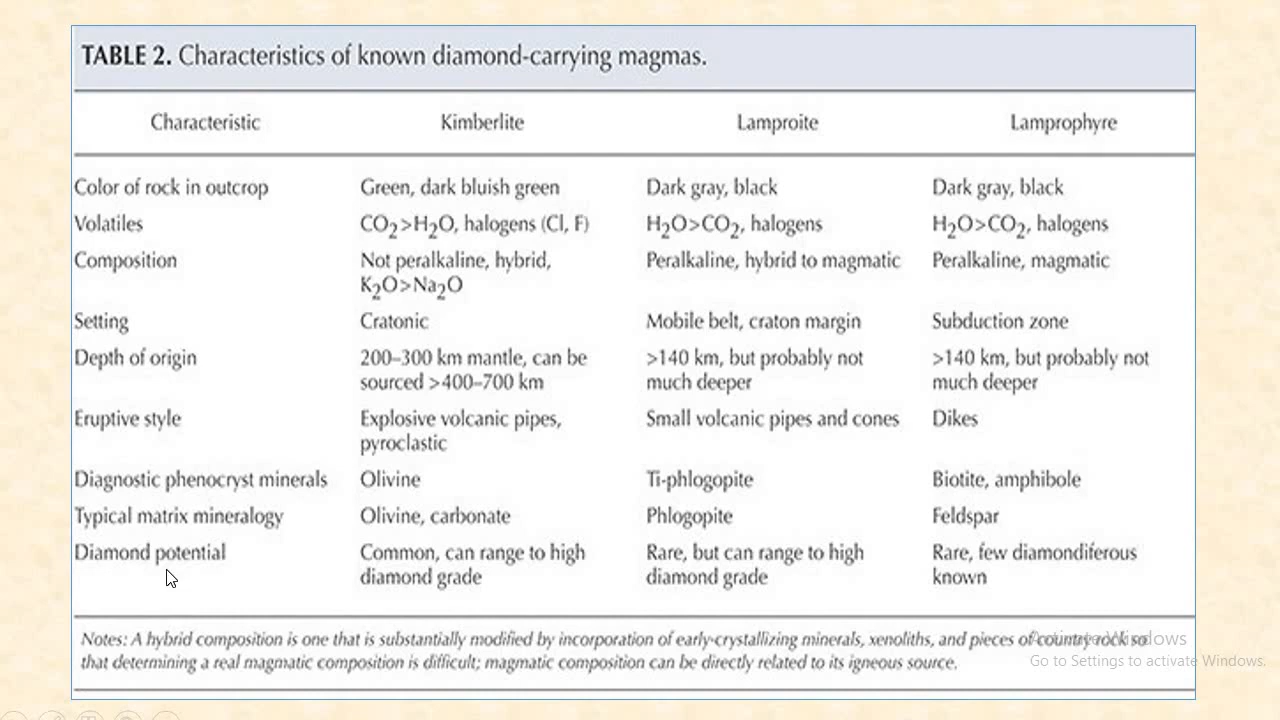 TABLE 2. Characteristics of known diamond-carrying magmas.
Characteristic Kimberlite Lamproite Lamprophyre
Color of rock in outcrop Green, dark bluish green Dark gray, black Dark gray, black
Volatiles CO2>H2O, halogens (Cl, F) H2O>CO2, halogens H2O>CO2, halogens
Composition Not peralkaline, hybrid, Peralkaline, hybrid to magmatic Peralkaline, magmatic
K2O>Na2O
Setting Cratonic Mobile belt, craton margin Subduction zone
Depth of origin 200–300 km mantle, can be >140 km, but probably not >140 km, but probably not
sourced >400–700 km much deeper much deeper
Eruptive style Explosive volcanic pipes, Small volcanic pipes and cones Dikes
pyroclastic
Diagnostic phenocryst minerals Olivine Ti-phlogopite Biotite, amphibole
Typical matrix mineralogy Olivine, carbonate Phlogopite Feldspar
Diamond potential Common, can range to high Rare, but can range to high Rare, few diamondiferous
diamond grade diamond grade known
Notes: A hybrid composition is one that is substantially modified by incorporation of early-crystallizing minerals, xenoliths, and pieces of country rock so
that determining a real magmatic composition is difficult; magmatic composition can be directly related to its igneous source.
Activate Windows
Go to Settings to activate Windows.